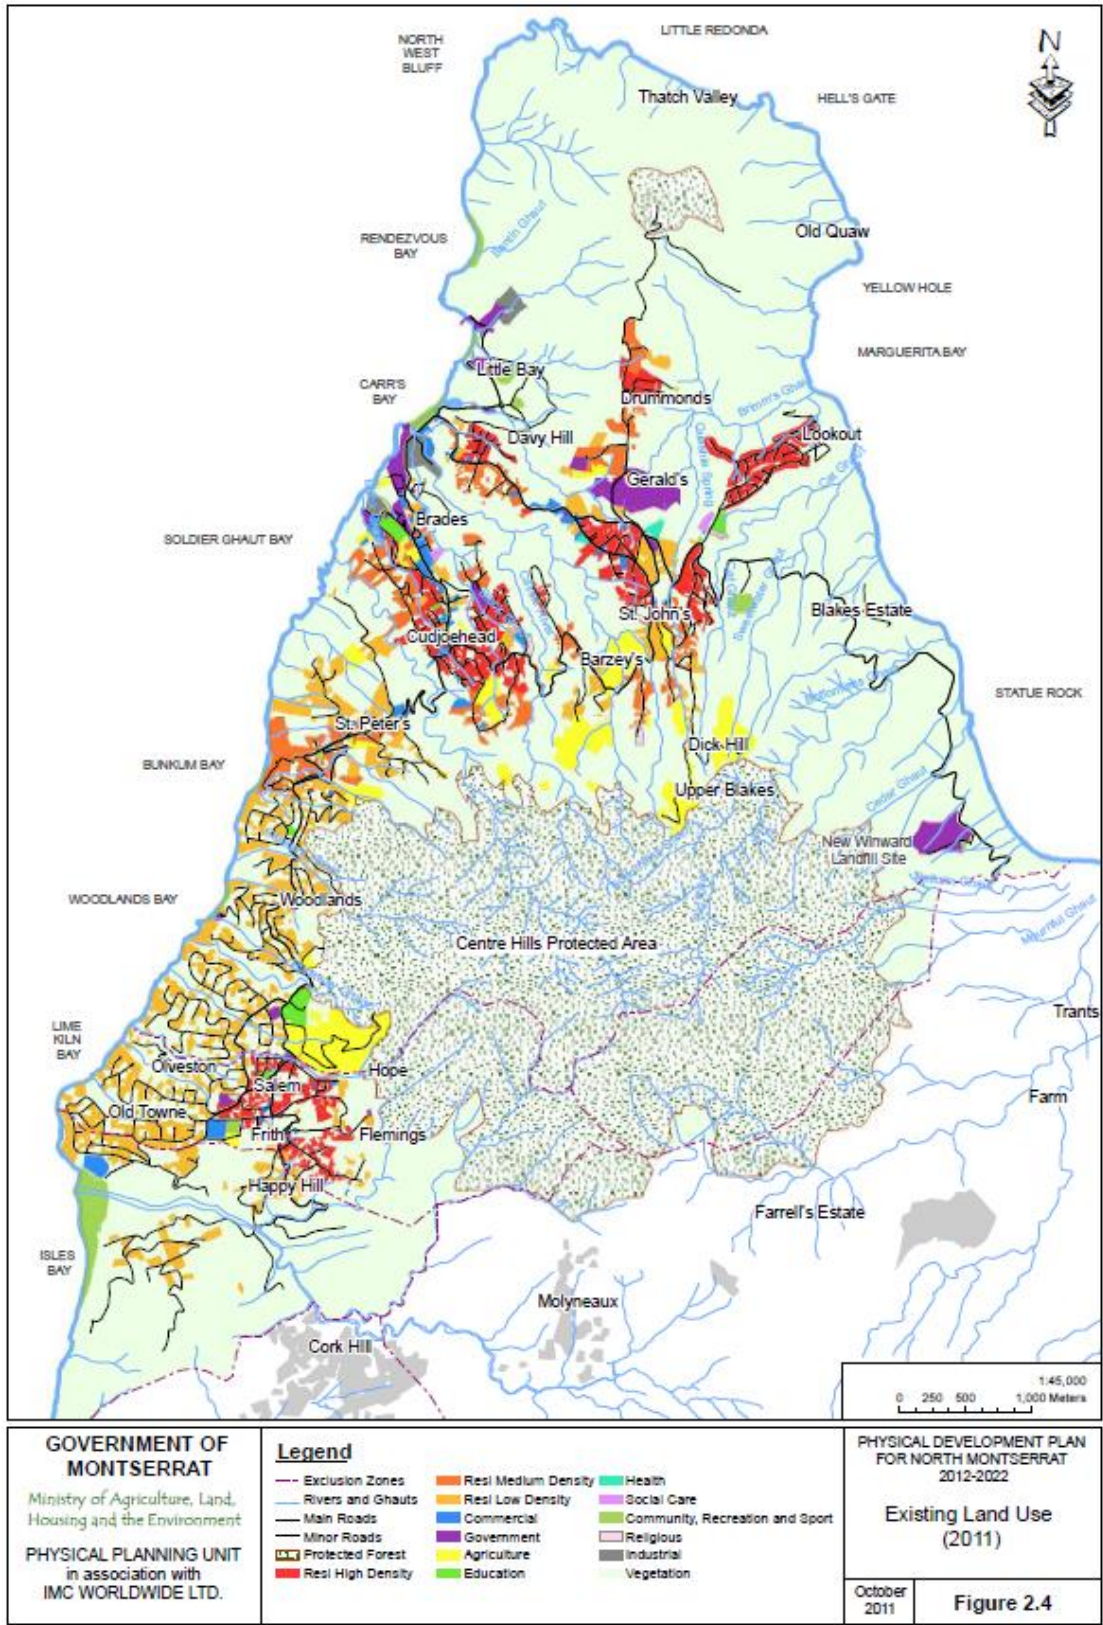 LITTLE REDONDA
NORTH
WEST
BLUFF
N
Thatch Valley
HELL'S GATE
RENDEZVOUS
BAY
Old Quaw
YELLOW HOLE
MARGUERITA BAY
CARR'S
BAY
Little Bay
Drummonds
Davy Hill
Lookout
Gerald's
Brades
SOLDIER GHAUT BAY
St. John's
Blakes Estate
Cudjoehead
Barzey's
STATUE ROCK
St. Peter's
Dick Hill
BUNKUM BAY
Upper Blakes
Cedar Ghaut
New Winward
Landfill Site
WOODLANDS BAY
Woodlands
Mournful Ghaut
Centre Hills Protected Area
Trants
LIME
KILN
BAY
Olveston
Hope
Salem
Farm
Old Towne
Frith
Flemings
Happy Hill
Farrell's Estate
ISLES
BAY
Molyneaux
Cork Hill
1:45,000
0 250 500 1,000 Meters
GOVERNMENT OF
MONTSERRAT
Ministry of Agriculture, Land,
Housing and the Environment
PHYSICAL PLANNING UNIT
in association with
IMC WORLDWIDE LTD.
Legend
Exclusion Zones
Rivers and Ghauts
Main Roads
Minor Roads
Protected Forest
Resi High Density
Resi Medium Density
Resi Low Density
Commercial
Government
Agriculture
Education
Health
Social Care
Community, Recreation and Sport
Religious
Industrial
Vegetation
PHYSICAL DEVELOPMENT PLAN
FOR NORTH MONTSERRAT
2012-2022
Existing Land Use
(2011)
October
2011
Figure 2.4